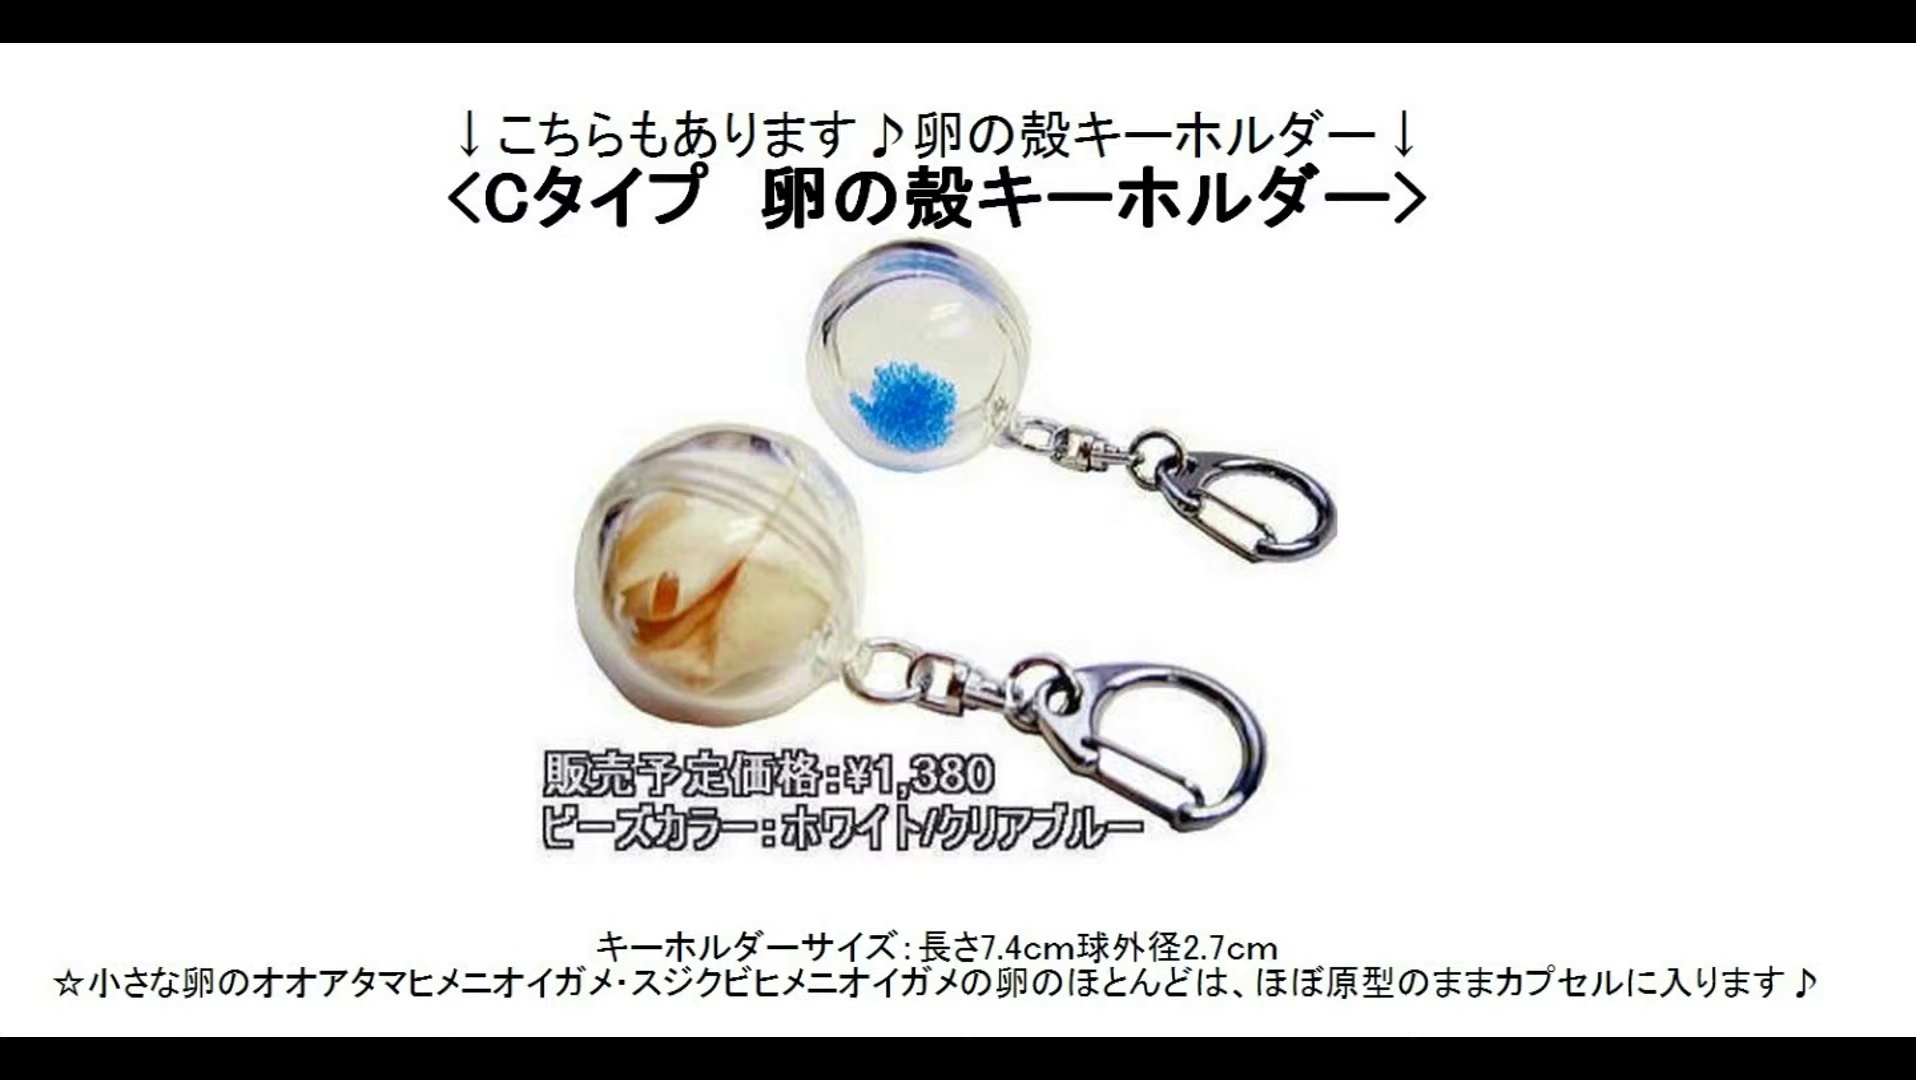 ↓こちらもあります♪卵の殻キーホルダー↓
<Cタイプ　卵の殻キーホルダー>
販売予定価格:¥1,380
ビーズカラー:ホワイト/クリアブルー
キーホルダーサイズ:長さ7.4cm球外径2.7cm
☆小さな卵のオオアタマヒメニオイガメ・スジクビヒメニオイガメの卵のほとんどは、ほぼ原型のままカプセルに入ります♪